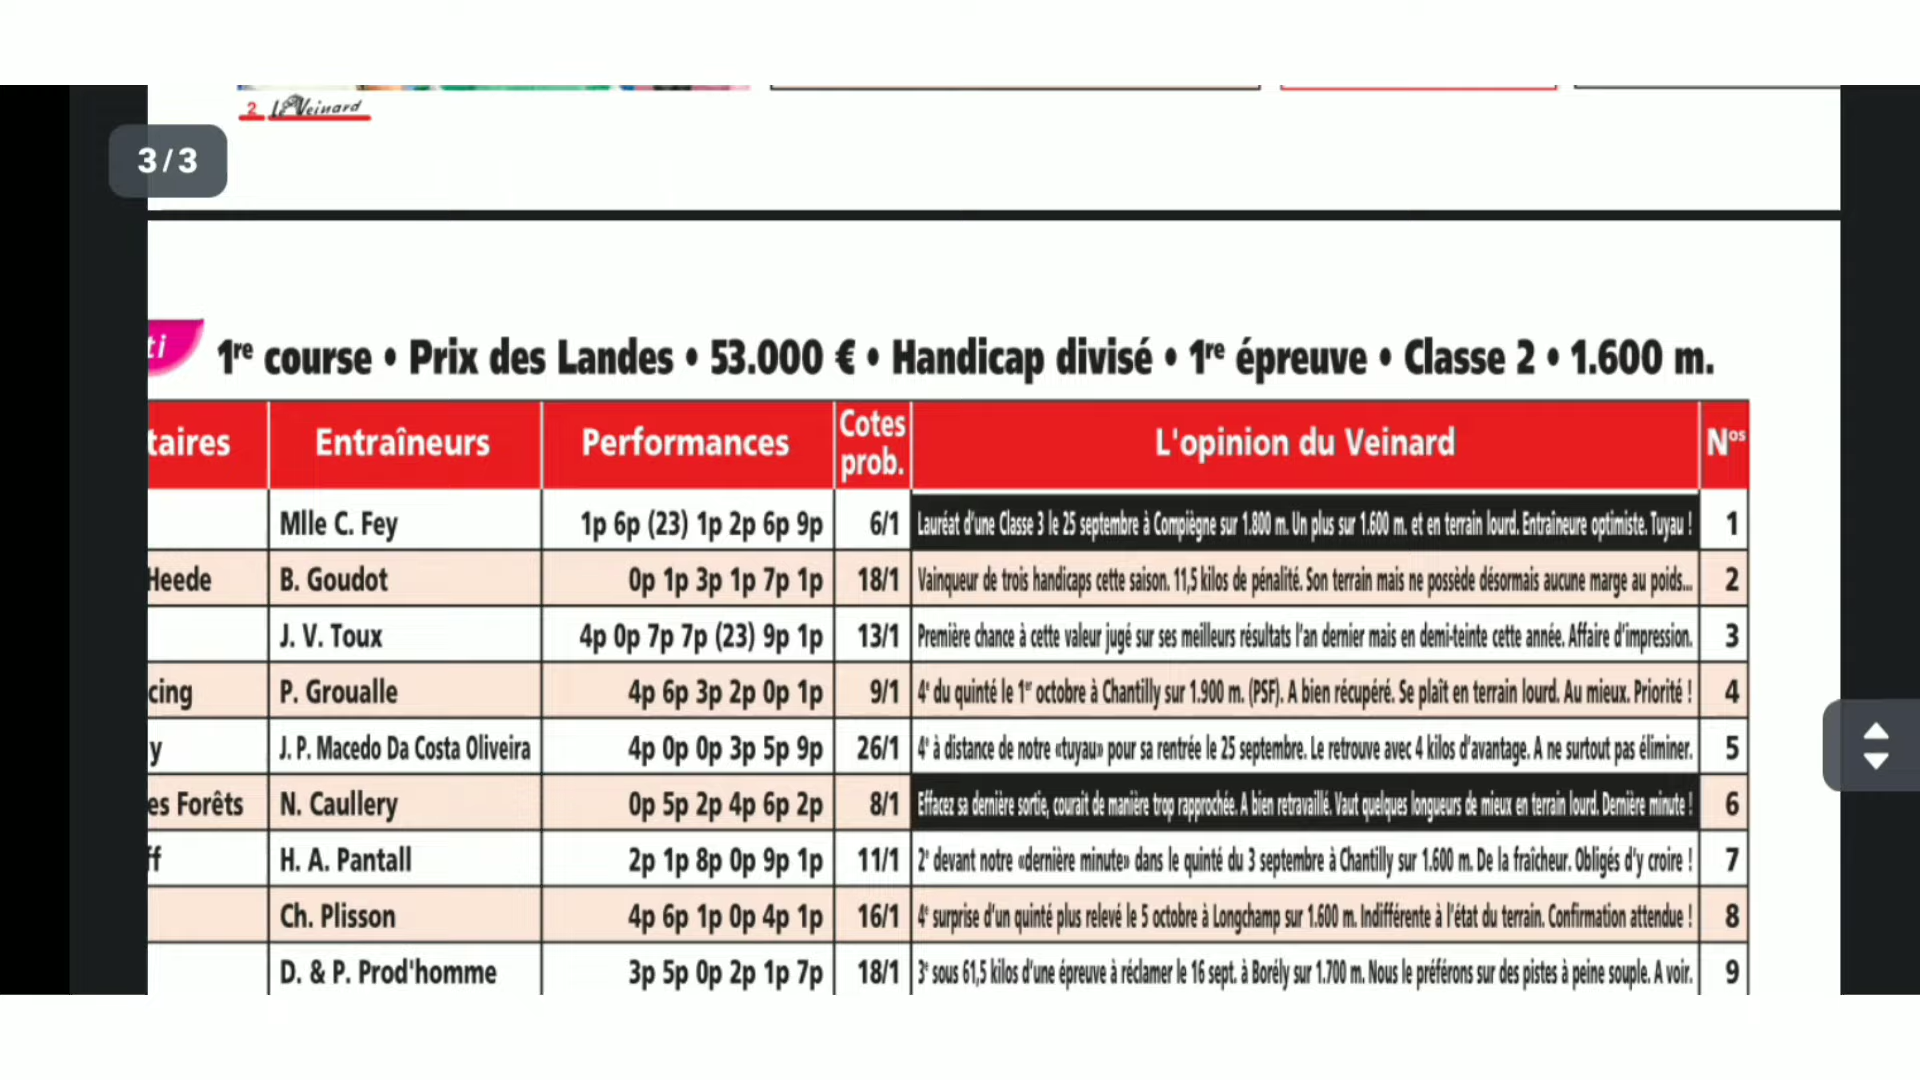 2 Le Veinard
3/3
ti 1re course • Prix des Landes • 53.000 € • Handicap divisé • 1re épreuve • Classe 2 • 1.600 m.
taires Entraîneurs Performances Cotes prob. L'opinion du Veinard Nos
Mlle C. Fey 1p 6p (23) 1p 2p 6p 9p 6/1 Lauréat d'une Classe 3 le 25 septembre à Compiègne sur 1.800 m. Un plus sur 1.600 m. et en terrain lourd. Entraîneure optimiste. Tuyau ! 1
Heede B. Goudot 0p 1p 3p 1p 7p 1p 18/1 Vainqueur de trois handicaps cette saison. 11,5 kilos de pénalité. Son terrain mais ne possède désormais aucune marge au poids... 2
J. V. Toux 4p 0p 7p 7p (23) 9p 1p 13/1 Première chance à cette valeur jugé sur ses meilleurs résultats l'an dernier mais en demi-teinte cette année. Affaire d'impression. 3
cing P. Groualle 4p 6p 3p 2p 0p 1p 9/1 4e du quinté le 1er octobre à Chantilly sur 1.900 m. (PSF). A bien récupéré. Se plaît en terrain lourd. Au mieux. Priorité ! 4
y J. P. Macedo Da Costa Oliveira 4p 0p 0p 3p 5p 9p 26/1 4e à distance de notre «tuyau» pour sa rentrée le 25 septembre. Le retrouve avec 4 kilos d'avantage. A ne surtout pas éliminer. 5
es Forêts N. Caullery 0p 5p 2p 4p 6p 2p 8/1 Effacez sa dernière sortie, courait de manière trop rapprochée. A bien retravaillé. Vaut quelques longueurs de mieux en terrain lourd. Dernière minute ! 6
ff H. A. Pantall 2p 1p 8p 0p 9p 1p 11/1 2e devant notre «dernière minute» dans le quinté du 3 septembre à Chantilly sur 1.600 m. De la fraîcheur. Obligés d'y croire ! 7
Ch. Plisson 4p 6p 1p 0p 4p 1p 16/1 4e surprise d'un quinté plus relevé le 5 octobre à Longchamp sur 1.600 m. Indifférente à l'état du terrain. Confirmation attendue ! 8
D. & P. Prod'homme 3p 5p 0p 2p 1p 7p 18/1 3e sous 61,5 kilos d'une épreuve à réclamer le 16 sept. à Borély sur 1.700 m. Nous le préférons sur des pistes à peine souple. A voir. 9